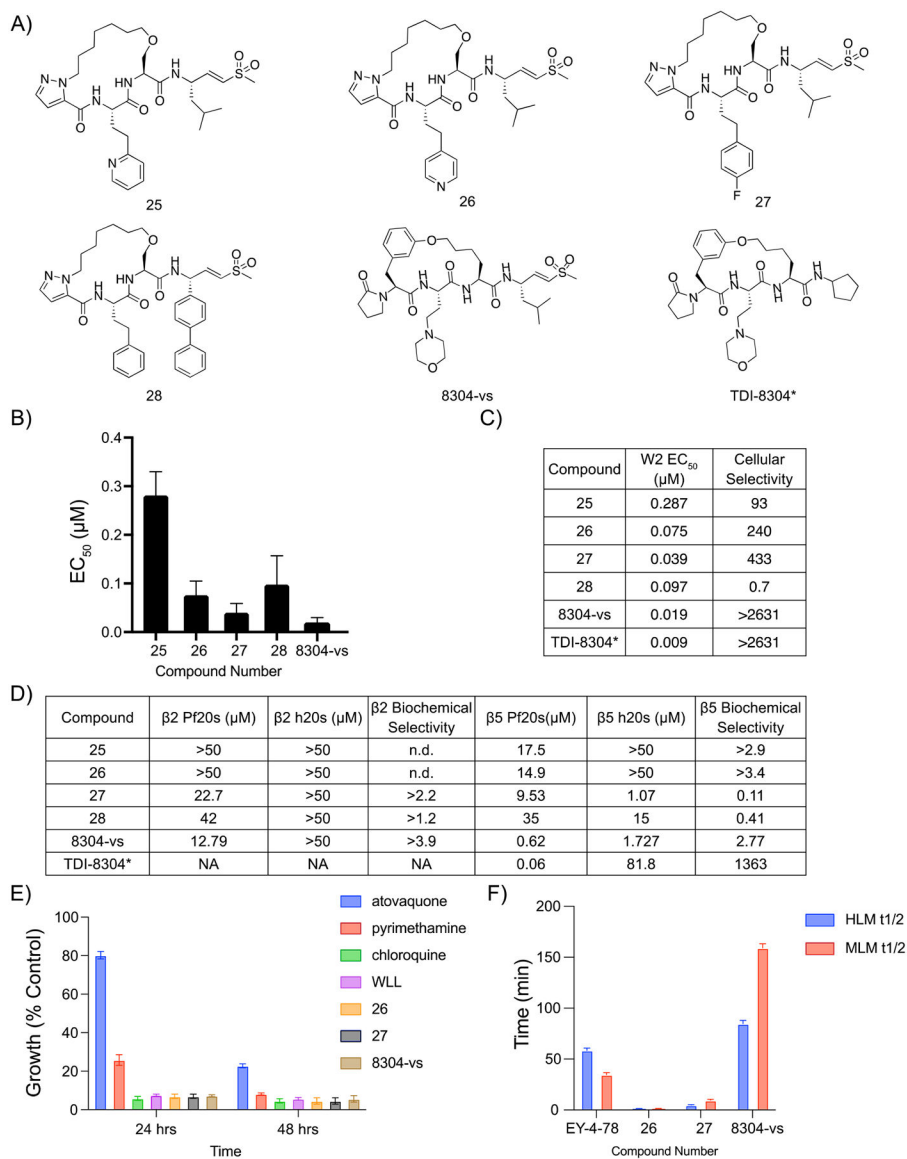 A)
25
26
27
28
8304-vs
TDI-8304*
B)
EC50 (μM)
0.4
0.3
0.2
0.1
0.0
25 26 27 28 8304-vs
Compound Number
C)
Compound W2 EC50 (μM) Cellular Selectivity
25 0.287 93
26 0.075 240
27 0.039 433
28 0.097 0.7
8304-vs 0.019 >2631
TDI-8304* 0.009 >2631
D)
Compound β2 Pf20s (μM) β2 h20s (μM) β2 Biochemical Selectivity β5 Pf20s(μM) β5 h20s (μM) β5 Biochemical Selectivity
25 >50 >50 n.d. 17.5 >50 >2.9
26 >50 >50 n.d. 14.9 >50 >3.4
27 22.7 >50 >2.2 9.53 1.07 0.11
28 42 >50 >1.2 35 15 0.41
8304-vs 12.79 >50 >3.9 0.62 1.727 2.77
TDI-8304* NA NA NA 0.06 81.8 1363
E)
Growth (% Control)
100
80
60
40
20
0
24 hrs 48 hrs
Time
atovaquone
pyrimethamine
chloroquine
WLL
26
27
8304-vs
F)
Time (min)
200
150
100
50
0
EY-4-78 26 27 8304-vs
Compound Number
HLM t1/2
MLM t1/2